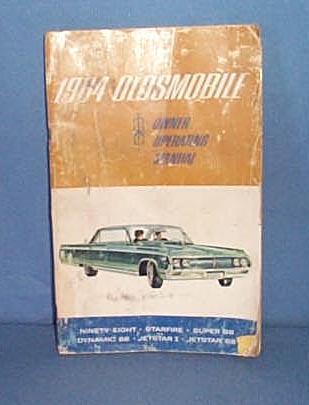 1964 OLDSMOBILE
OWNER
OPERATING
MANUAL
NINETY-EIGHT • STARFIRE • SUPER 88
DYNAMIC 88 • JETSTAR I • JETSTAR 88